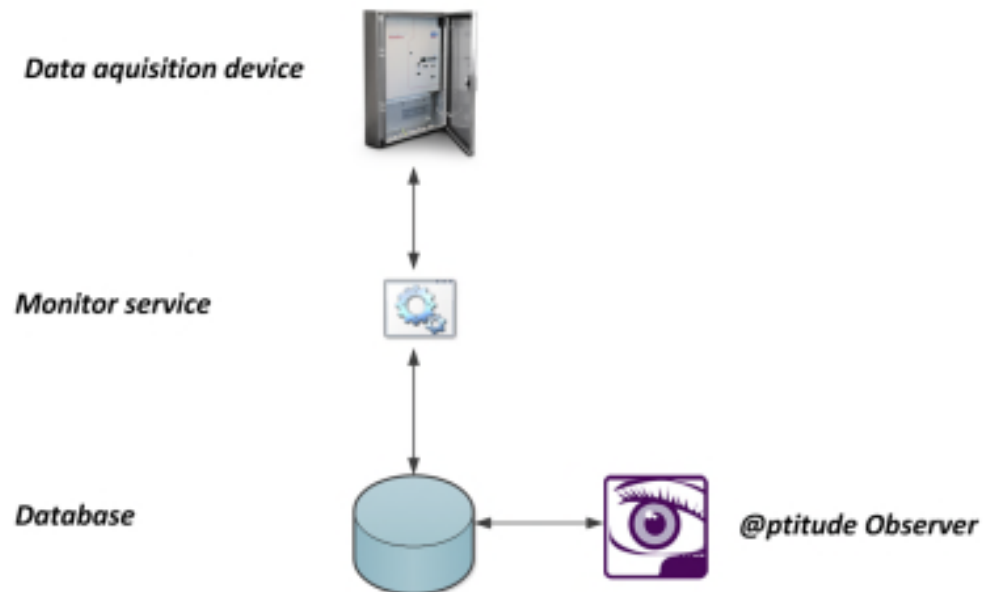 Data aquisition device
Monitor service
Database
@ptitude Observer